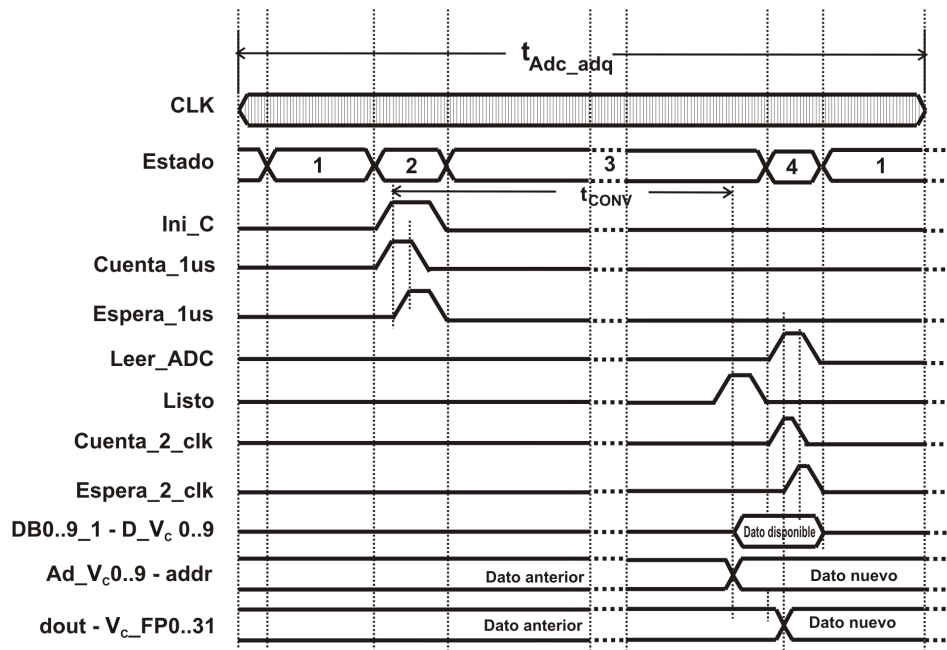 tAdc_adq
CLK
Estado 1 2 3 4 1
tCONV
Ini_C
Cuenta_1us
Espera_1us
Leer_ADC
Listo
Cuenta_2_clk
Espera_2_clk
DB0..9_1 - D_Vc 0..9 Dato disponible
Ad_Vc0..9 - addr Dato anterior Dato nuevo
dout - Vc_FP0..31 Dato anterior Dato nuevo